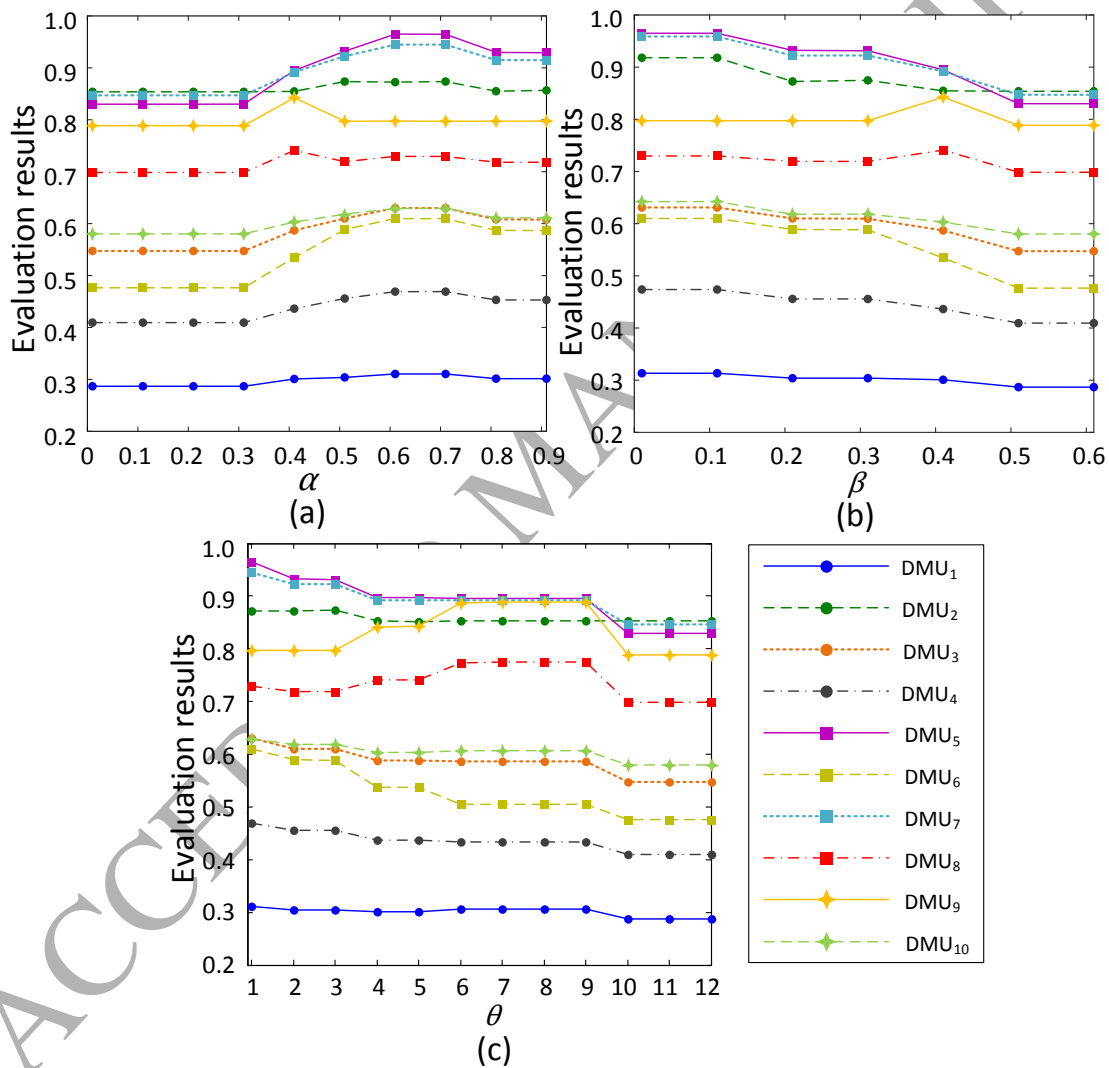 1.0
0.9
0.8
0.7
0.6
0.5
0.4
0.3
0.2
Evaluation results
0 0.1 0.2 0.3 0.4 0.5 0.6 0.7 0.8 0.9
α
(a)
1.0
0.9
0.8
0.7
0.6
0.5
0.4
0.3
0.2
Evaluation results
0 0.1 0.2 0.3 0.4 0.5 0.6
β
(b)
1.0
0.9
0.8
0.7
0.6
0.5
0.4
0.3
0.2
Evaluation results
1 2 3 4 5 6 7 8 9 10 11 12
θ
(c)
DMU₁
DMU₂
DMU₃
DMU₄
DMU₅
DMU₆
DMU₇
DMU₈
DMU₉
DMU₁₀